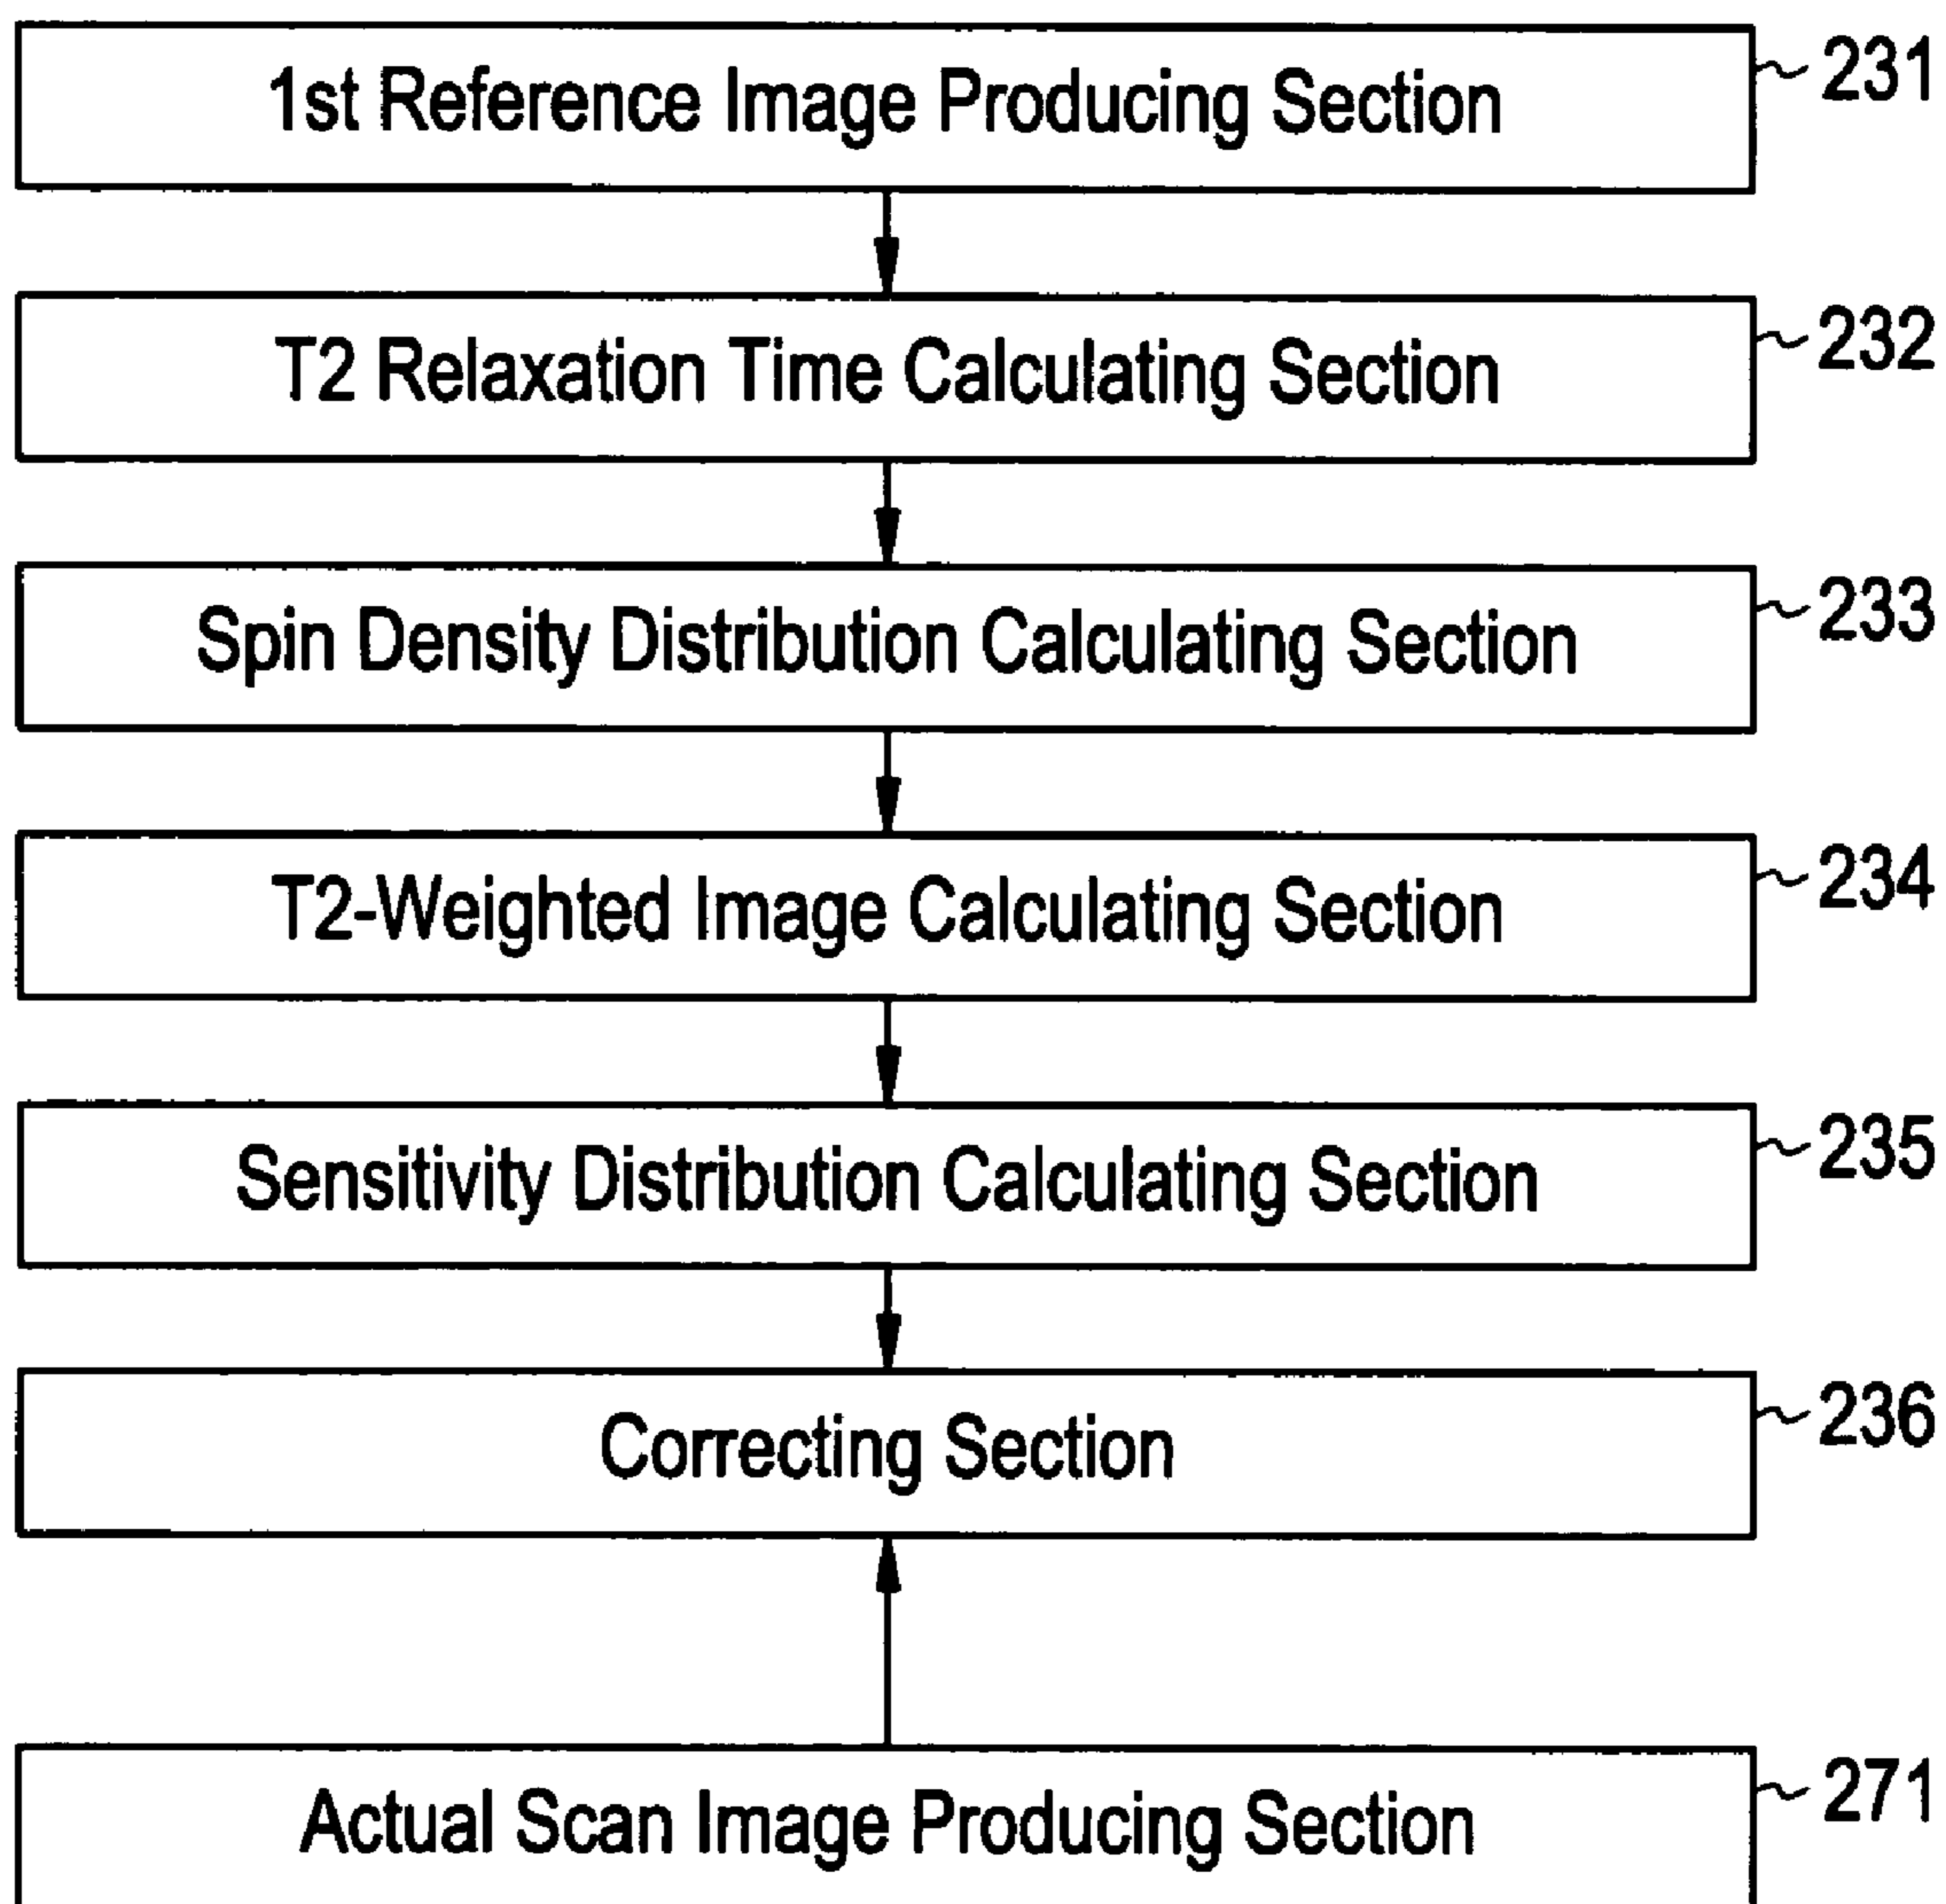 1st Reference Image Producing Section 231
T2 Relaxation Time Calculating Section 232
Spin Density Distribution Calculating Section 233
T2-Weighted Image Calculating Section 234
Sensitivity Distribution Calculating Section 235
Correcting Section 236
Actual Scan Image Producing Section 271